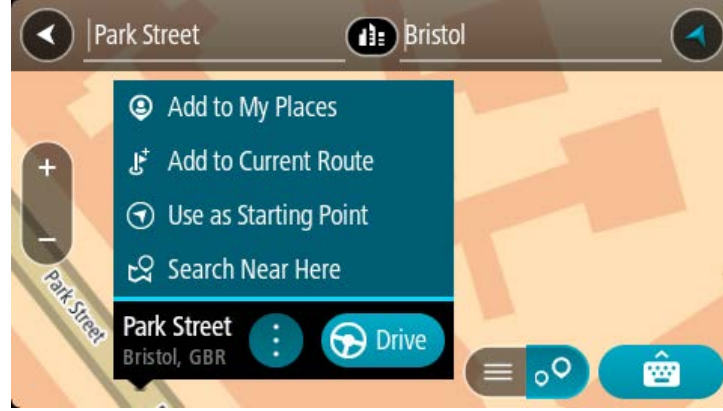 Park Street
Bristol
Add to My Places
Add to Current Route
Use as Starting Point
Search Near Here
Park Street
Park Street
Bristol, GBR
Drive